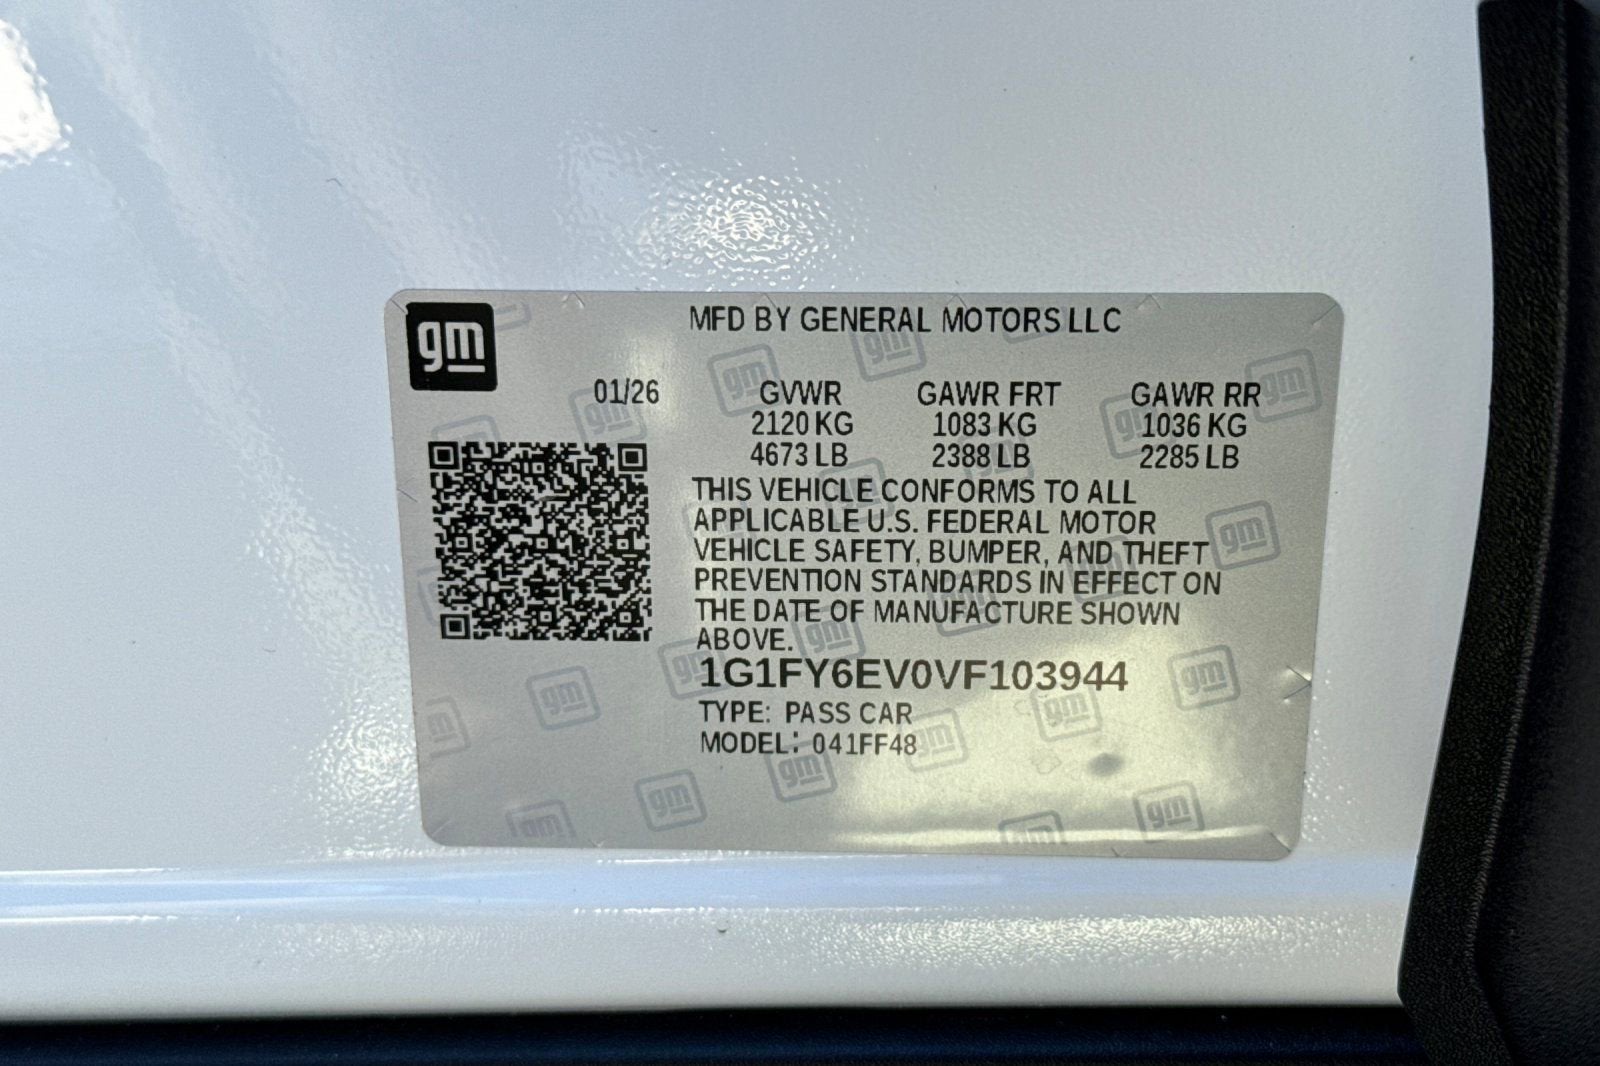 gm
MFD BY GENERAL MOTORS LLC
01/26 GVWR GAWR FRT GAWR RR
2120 KG 1083 KG 1036 KG
4673 LB 2388 LB 2285 LB
THIS VEHICLE CONFORMS TO ALL
APPLICABLE U.S. FEDERAL MOTOR
VEHICLE SAFETY, BUMPER, AND THEFT
PREVENTION STANDARDS IN EFFECT ON
THE DATE OF MANUFACTURE SHOWN
ABOVE.
1G1FY6EV0VF103944
TYPE: PASS CAR
MODEL: 041FF48